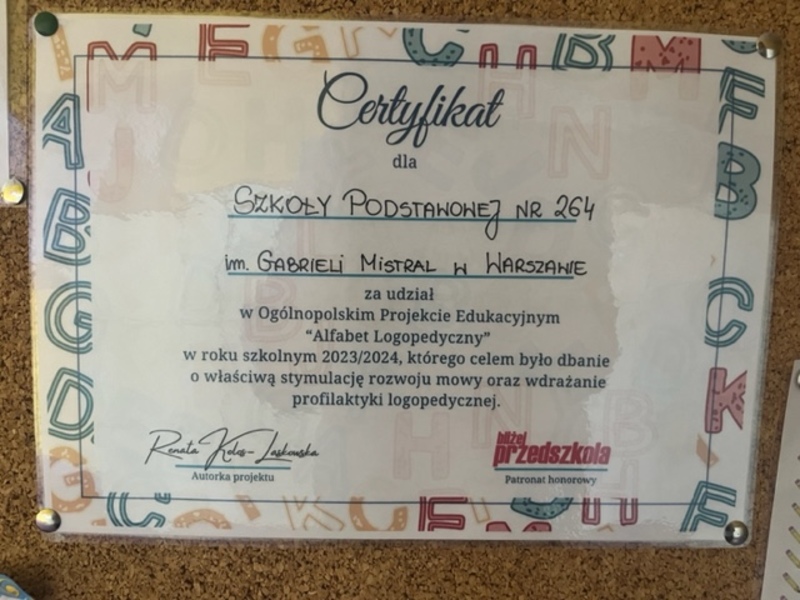 Certyfikat
dla
SZKOŁY PODSTAWOWEJ NR 264
im. GABRIELI MISTRAL W WARSZAWIE
za udział
w Ogólnopolskim Projekcie Edukacyjnym
“Alfabet Logopedyczny”
w roku szkolnym 2023/2024, którego celem było dbanie
o właściwą stymulację rozwoju mowy oraz wdrażanie
profilaktyki logopedycznej.
Renata
Autorka projektu
bliżej
przedszkola
Patronat honorowy